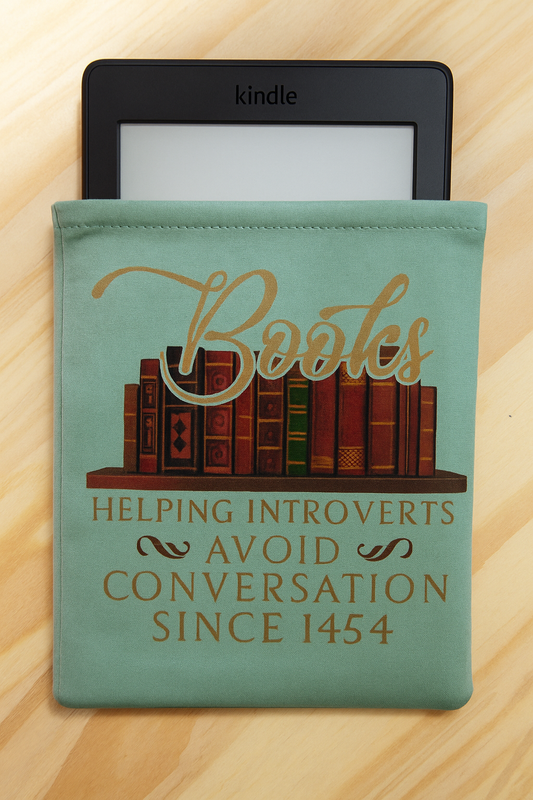 kindle
Books
HELPING INTROVERTS
AVOID
CONVERSATION
SINCE 1454